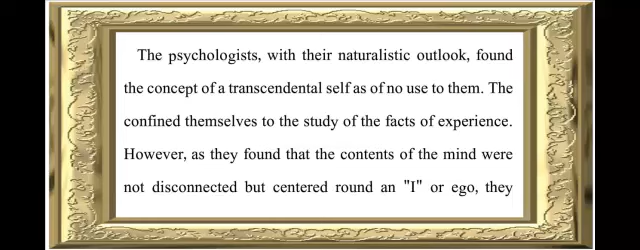 The psychologists, with their naturalistic outlook, found
the concept of a transcendental self as of no use to them. The
confined themselves to the study of the facts of experience.
However, as they found that the contents of the mind were
not disconnected but centered round an "I" or ego, they